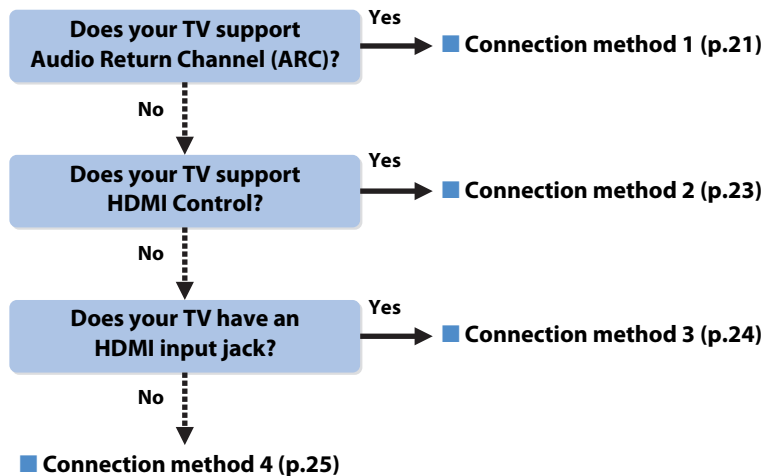 Does your TV support
Audio Return Channel (ARC)?
Yes
Connection method 1 (p.21)
No
Does your TV support
HDMI Control?
Yes
Connection method 2 (p.23)
No
Does your TV have an
HDMI input jack?
Yes
Connection method 3 (p.24)
No
Connection method 4 (p.25)